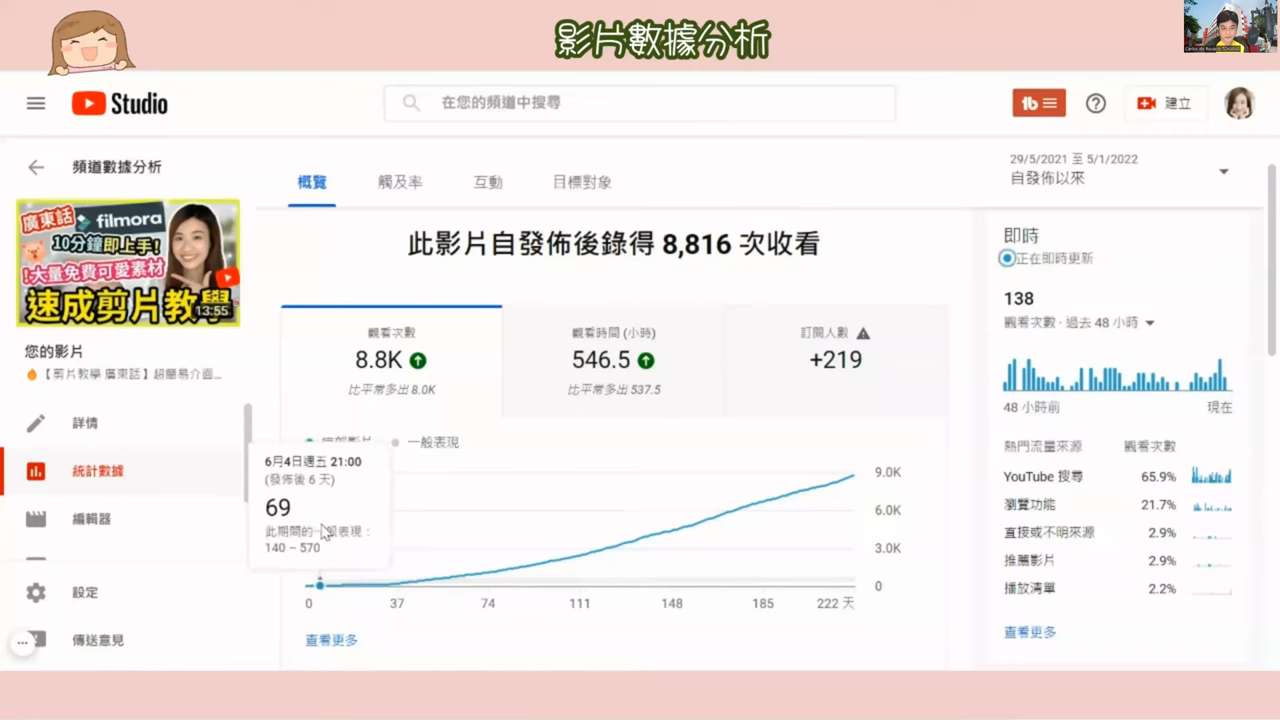 影片數據分析
Carlos do Rosario TCHIANG
Studio
在您的頻道中搜尋
建立
頻道數據分析
概覽
觸及率
互動
目標對象
29/5/2021 至 5/1/2022
自發佈以來
廣東話 filmora
10分鐘即上手!
!大量免費可愛素材
速成剪片教學
13:55
您的影片
🔥【剪片教學 廣東話】超簡易介面...
詳情
統計數據
編輯器
設定
傳送意見
此影片自發佈後錄得 8,816 次收看
觀看次數
8.8K
比平常多出 8.0K
觀看時間 (小時)
546.5
比平常多出 537.5
訂閱人數
+219
一般表現
6月4日週五 21:00
(發佈後 6 天)
69
此期間的一般表現：
140 – 570
9.0K
6.0K
3.0K
0
0
37
74
111
148
185
222 天
查看更多
即時
正在即時更新
138
觀看次數 · 過去 48 小時
48 小時前
現在
熱門流量來源
觀看次數
YouTube 搜尋
65.9%
瀏覽功能
21.7%
直接或不明來源
2.9%
推薦影片
2.9%
播放清單
2.2%
查看更多